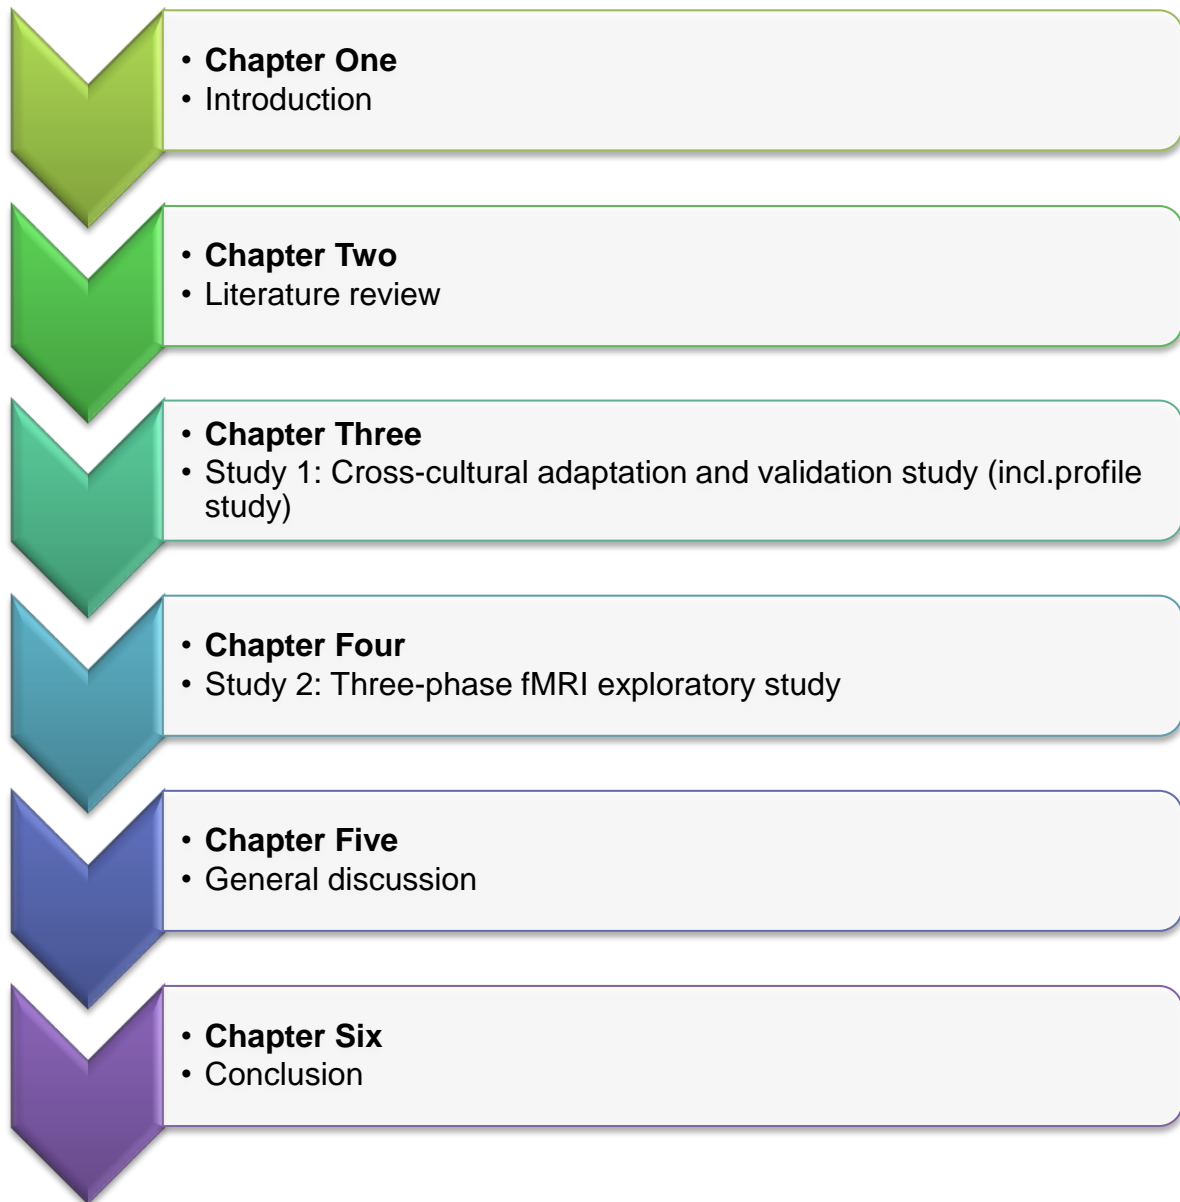 • Chapter One
• Introduction
• Chapter Two
• Literature review
• Chapter Three
• Study 1: Cross-cultural adaptation and validation study (incl.profile
study)
• Chapter Four
• Study 2: Three-phase fMRI exploratory study
• Chapter Five
• General discussion
• Chapter Six
• Conclusion